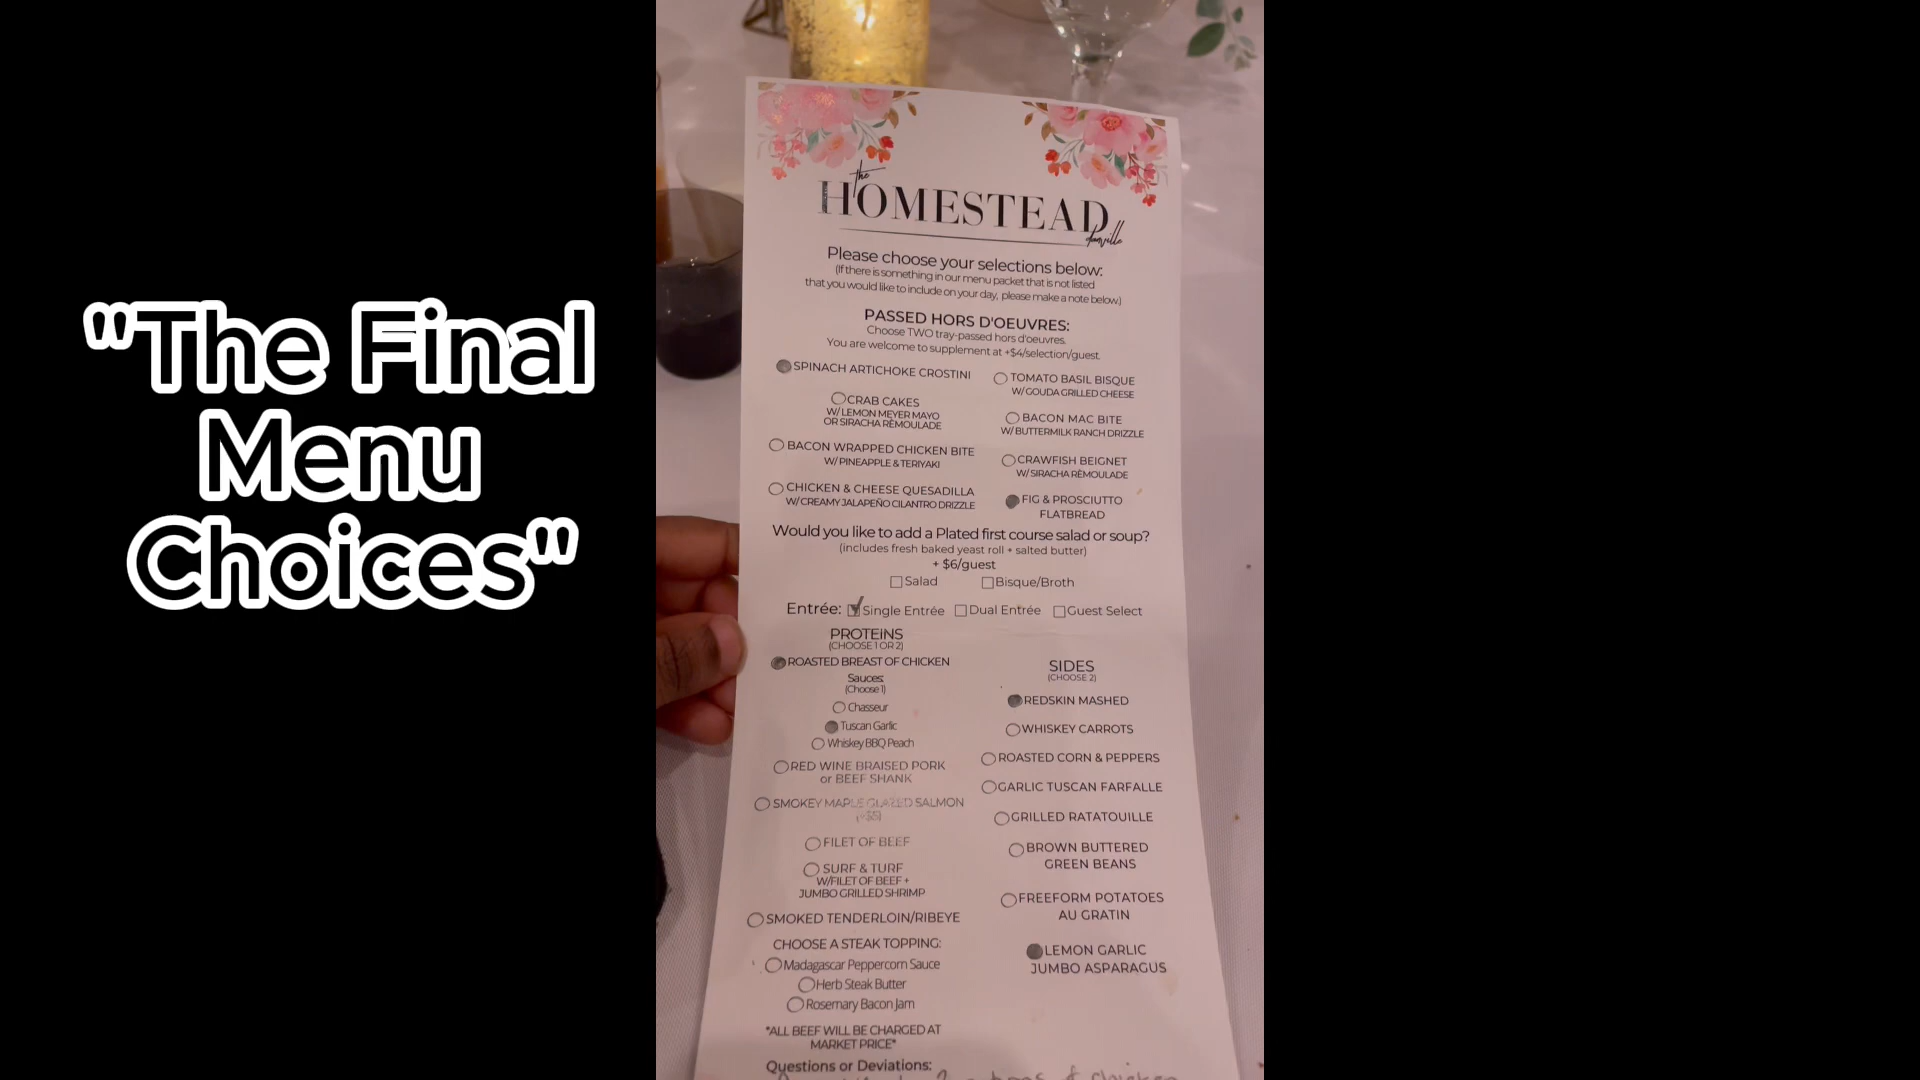 "The Final
Menu
Choices"
the
HOMESTEAD
danville
Please choose your selections below:
(If there is something in our menu packet that is not listed
that you would like to include on your day, please make a note below.)
PASSED HORS D'OEUVRES:
Choose TWO tray-passed hors d'oeuvres.
You are welcome to supplement at +$4/selection/guest.
SPINACH ARTICHOKE CROSTINI
CRAB CAKES
W/ LEMON MEYER MAYO
OR SIRACHA RÈMOULADE
BACON WRAPPED CHICKEN BITE
W/ PINEAPPLE & TERIYAKI
CHICKEN & CHEESE QUESADILLA
W/ CREAMY JALAPEÑO CILANTRO DRIZZLE
TOMATO BASIL BISQUE
W/ GOUDA GRILLED CHEESE
BACON MAC BITE
W/ BUTTERMILK RANCH DRIZZLE
CRAWFISH BEIGNET
W/ SIRACHA RÈMOULADE
FIG & PROSCIUTTO
FLATBREAD
Would you like to add a Plated first course salad or soup?
(includes fresh baked yeast roll + salted butter)
+ $6/guest
Salad Bisque/Broth
Entrée: Single Entrée Dual Entrée Guest Select
PROTEINS
(CHOOSE 1 OR 2)
ROASTED BREAST OF CHICKEN
Sauces:
(Choose 1)
Chasseur
Tuscan Garlic
Whiskey BBQ Peach
RED WINE BRAISED PORK
or BEEF SHANK
SMOKEY MAPLE GLAZED SALMON
FILET OF BEEF
SURF & TURF
W/FILET OF BEEF +
JUMBO GRILLED SHRIMP
SMOKED TENDERLOIN/RIBEYE
CHOOSE A STEAK TOPPING:
Madagascar Peppercorn Sauce
Herb Steak Butter
Rosemary Bacon Jam
*ALL BEEF WILL BE CHARGED AT
MARKET PRICE*
SIDES
(CHOOSE 2)
REDSKIN MASHED
WHISKEY CARROTS
ROASTED CORN & PEPPERS
GARLIC TUSCAN FARFALLE
GRILLED RATATOUILLE
BROWN BUTTERED
GREEN BEANS
FREEFORM POTATOES
AU GRATIN
LEMON GARLIC
JUMBO ASPARAGUS
Questions or Deviations: